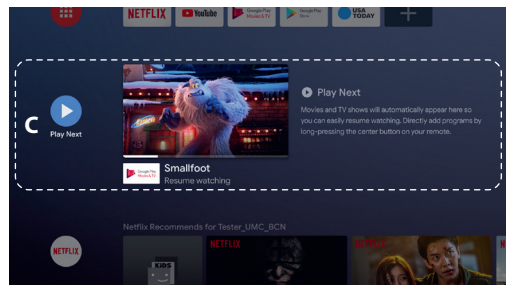 NETFLIX
YouTube
Google Play
Movies & TV
Google Play
Store
USA
TODAY
C
Play Next
Play Next
Movies and TV shows will automatically appear here so
you can easily resume watching. Directly add programs by
long-pressing the center button on your remote.
Google Play
Movies & TV
Smallfoot
Resume watching
Netflix Recommends for Tester_UMC_BCN
NETFLIX
KIDS
NETFLIX
NETFLIX
N